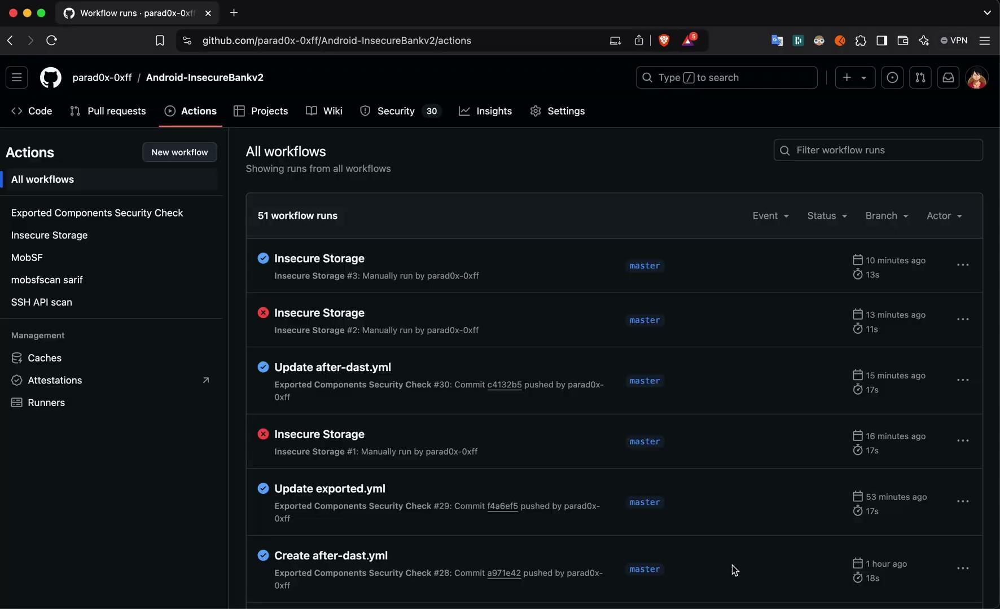 Workflow runs · parad0x-0xff
github.com/parad0x-0xff/Android-InsecureBankv2/actions
5
VPN
parad0x-0xff / Android-InsecureBankv2
Type / to search
Code
Pull requests
Actions
Projects
Wiki
Security 30
Insights
Settings
Actions
New workflow
All workflows
Exported Components Security Check
Insecure Storage
MobSF
mobsfscan sarif
SSH API scan
Management
Caches
Attestations
Runners
All workflows
Showing runs from all workflows
Filter workflow runs
51 workflow runs
Event
Status
Branch
Actor
Insecure Storage
Insecure Storage #3: Manually run by parad0x-0xff
master
10 minutes ago
13s
Insecure Storage
Insecure Storage #2: Manually run by parad0x-0xff
master
13 minutes ago
11s
Update after-dast.yml
Exported Components Security Check #30: Commit c4132b5 pushed by parad0x-
0xff
master
15 minutes ago
17s
Insecure Storage
Insecure Storage #1: Manually run by parad0x-0xff
master
16 minutes ago
17s
Update exported.yml
Exported Components Security Check #29: Commit f4a6ef5 pushed by parad0x-
0xff
master
53 minutes ago
17s
Create after-dast.yml
Exported Components Security Check #28: Commit a971e42 pushed by parad0x-
0xff
master
1 hour ago
18s